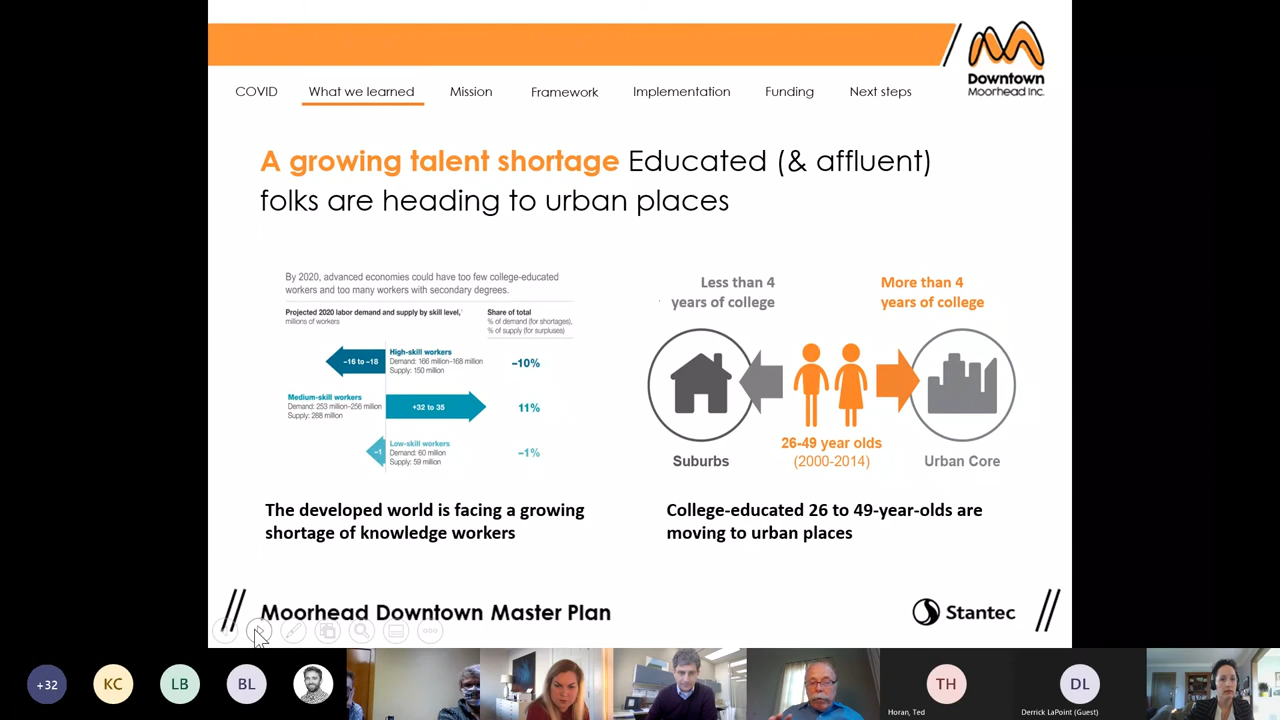 Downtown
Moorhead Inc.
COVID What we learned Mission Framework Implementation Funding Next steps
A growing talent shortage Educated (& affluent)
folks are heading to urban places
By 2020, advanced economies could have too few college-educated
workers and too many workers with secondary degrees.
Projected 2020 labor demand and supply by skill level,
millions of workers
Share of total
% of demand (for shortages),
% of supply (for surpluses)
−16 to −18
High-skill workers
Demand: 166 million–168 million
Supply: 150 million
−10%
Medium-skill workers
Demand: 253 million–256 million
Supply: 288 million
+32 to 35
11%
−1
Low-skill workers
Demand: 60 million
Supply: 59 million
−1%
The developed world is facing a growing
shortage of knowledge workers
Less than 4
years of college
More than 4
years of college
26-49 year olds
(2000-2014)
Suburbs
Urban Core
College-educated 26 to 49-year-olds are
moving to urban places
Moorhead Downtown Master Plan
Stantec
+32 KC LB BL TH DL
Horan, Ted
Derrick LaPoint (Guest)